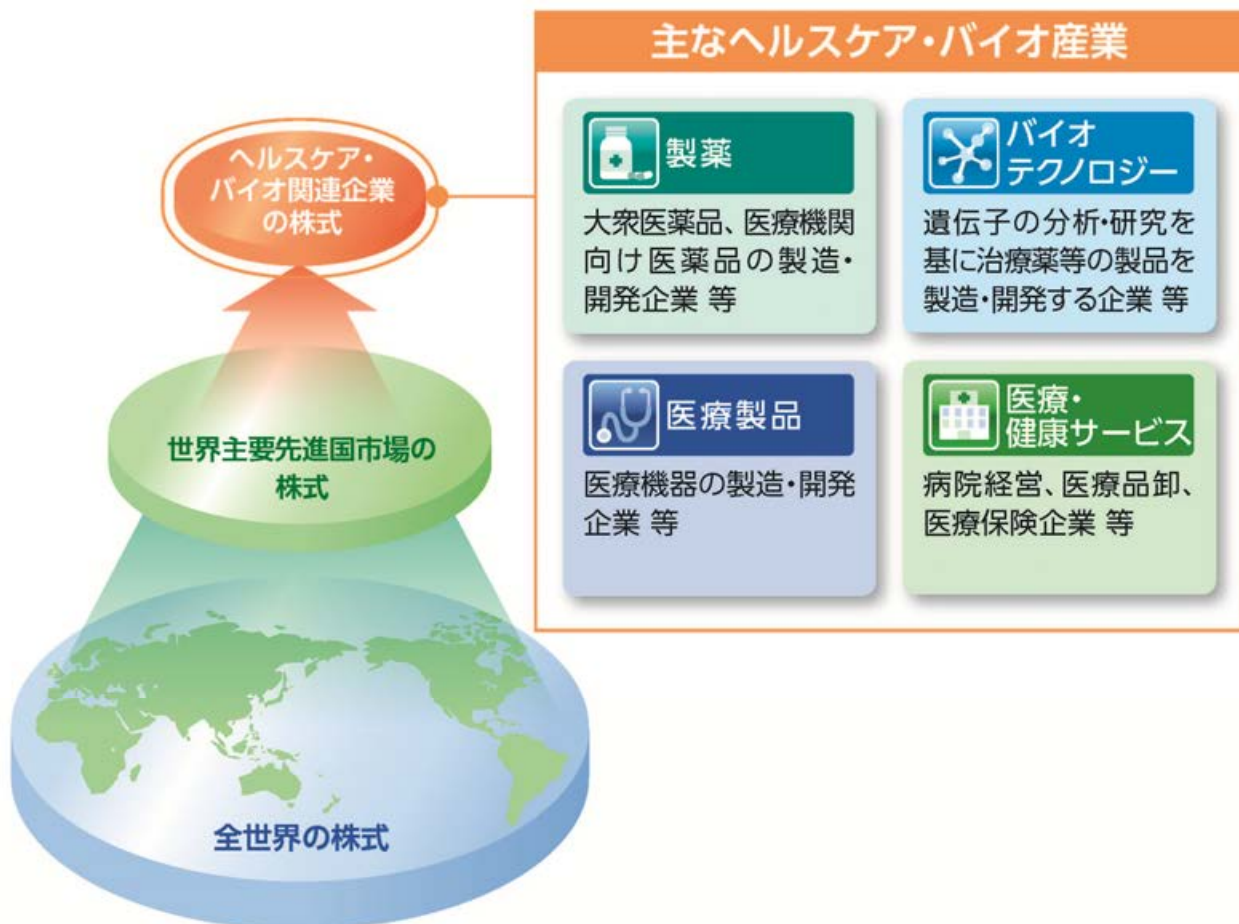 主なヘルスケア・バイオ産業
ヘルスケア・
バイオ関連企業
の株式
製薬
大衆医薬品、医療機関
向け医薬品の製造・
開発企業 等
バイオ
テクノロジー
遺伝子の分析・研究を
基に治療薬等の製品を
製造・開発する企業 等
医療製品
医療機器の製造・開発
企業 等
医療・
健康サービス
病院経営、医療品卸、
医療保険企業 等
世界主要先進国市場の
株式
全世界の株式